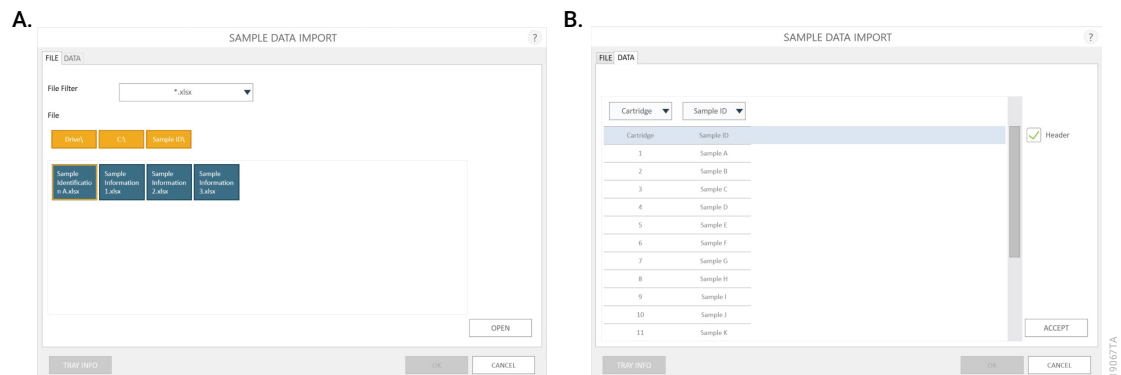 A.
SAMPLE DATA IMPORT
?
FILE DATA
File Filter
*.xlsx
File
Drive\ C:\ Sample ID\
Sample Identificatio n A.xlsx
Sample Information 1.xlsx
Sample Information 2.xlsx
Sample Information 3.xlsx
OPEN
TRAY INFO OK CANCEL
B.
SAMPLE DATA IMPORT
?
FILE DATA
Cartridge Sample ID
Cartridge Sample ID
Header
1 Sample A
2 Sample B
3 Sample C
4 Sample D
5 Sample E
6 Sample F
7 Sample G
8 Sample H
9 Sample I
10 Sample J
11 Sample K
ACCEPT
TRAY INFO OK CANCEL
19067TA